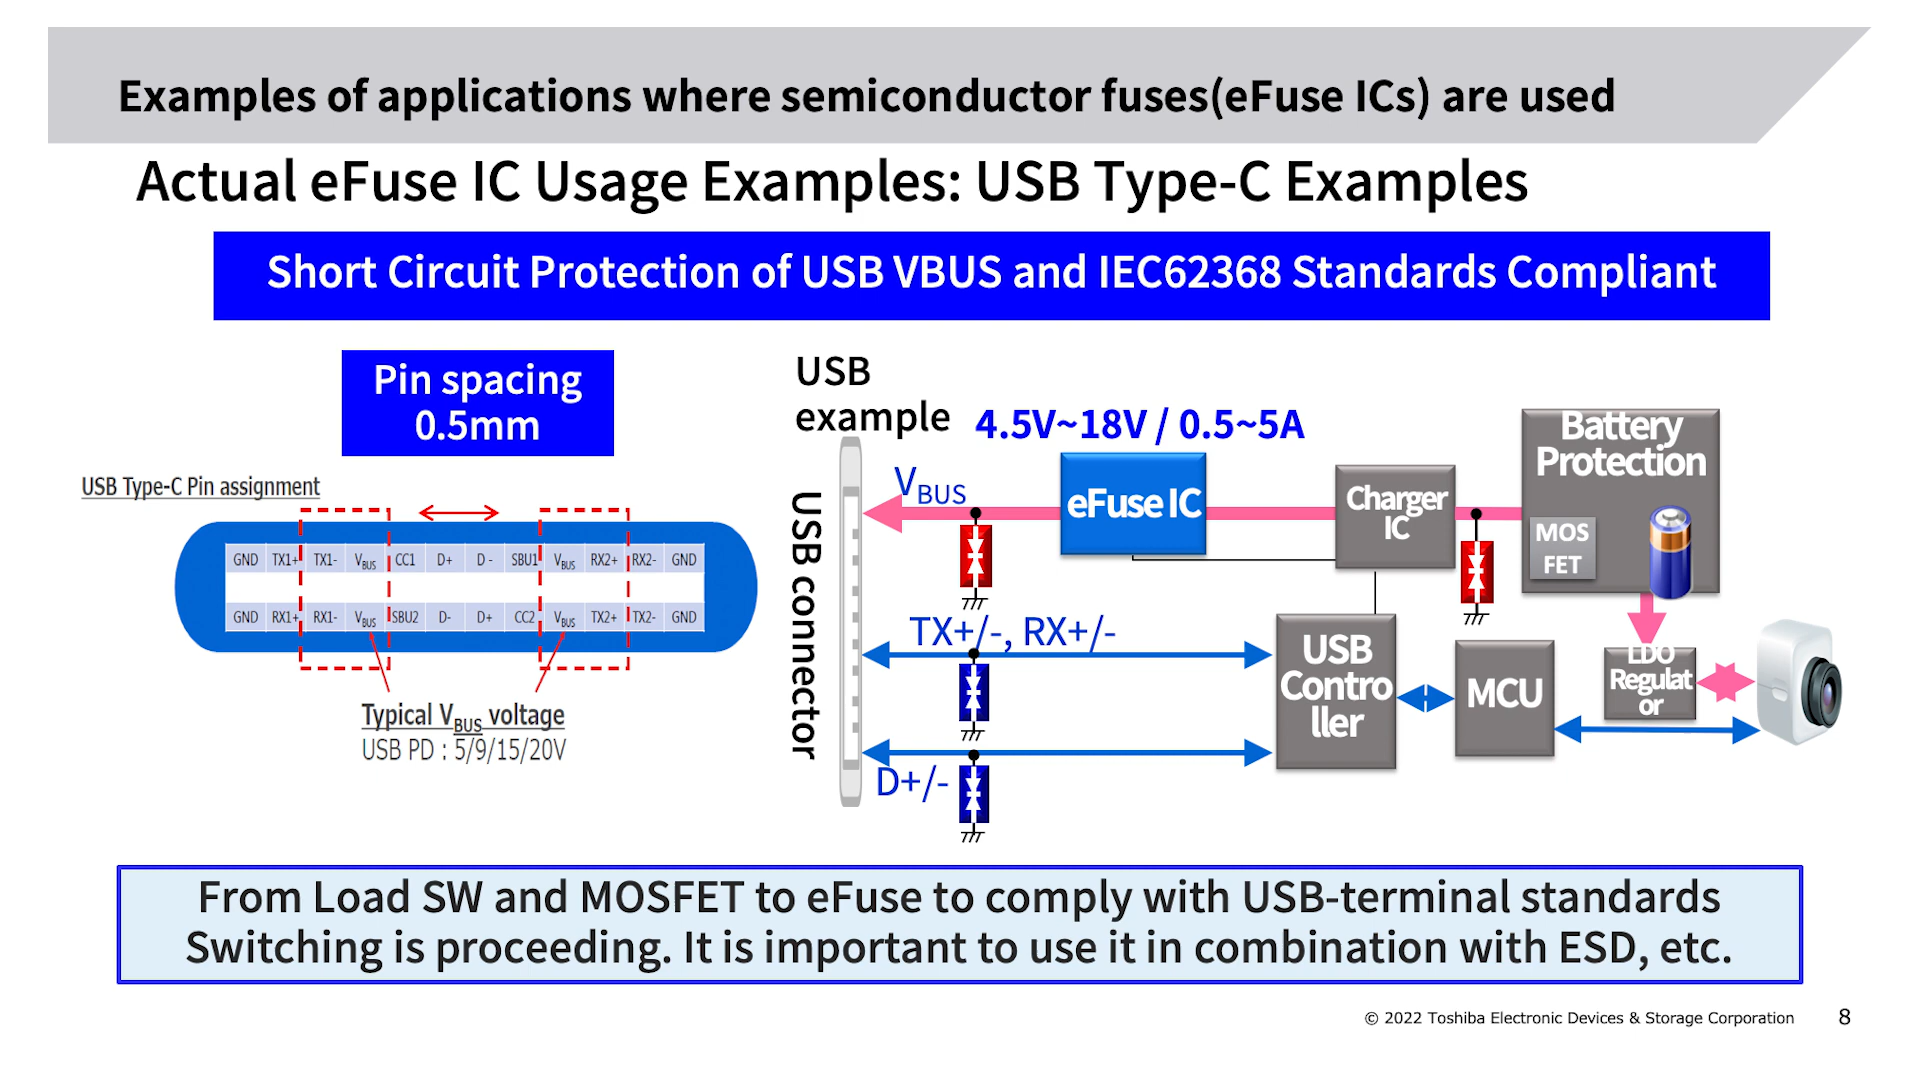 Examples of applications where semiconductor fuses(eFuse ICs) are used
Actual eFuse IC Usage Examples: USB Type-C Examples
Short Circuit Protection of USB VBUS and IEC62368 Standards Compliant
Pin spacing
0.5mm
USB Type-C Pin assignment
GND TX1+ TX1- VBUS CC1 D+ D - SBU1 VBUS RX2+ RX2- GND
GND RX1+ RX1- VBUS SBU2 D- D+ CC2 VBUS TX2+ TX2- GND
Typical VBUS voltage
USB PD : 5/9/15/20V
USB
example
4.5V~18V / 0.5~5A
USB connector
VBUS
eFuse IC
Charger
IC
Battery
Protection
MOS
FET
TX+/-, RX+/-
D+/-
USB
Contro
ller
MCU
LDO
Regulat
or
From Load SW and MOSFET to eFuse to comply with USB-terminal standards
Switching is proceeding. It is important to use it in combination with ESD, etc.
© 2022 Toshiba Electronic Devices & Storage Corporation
8